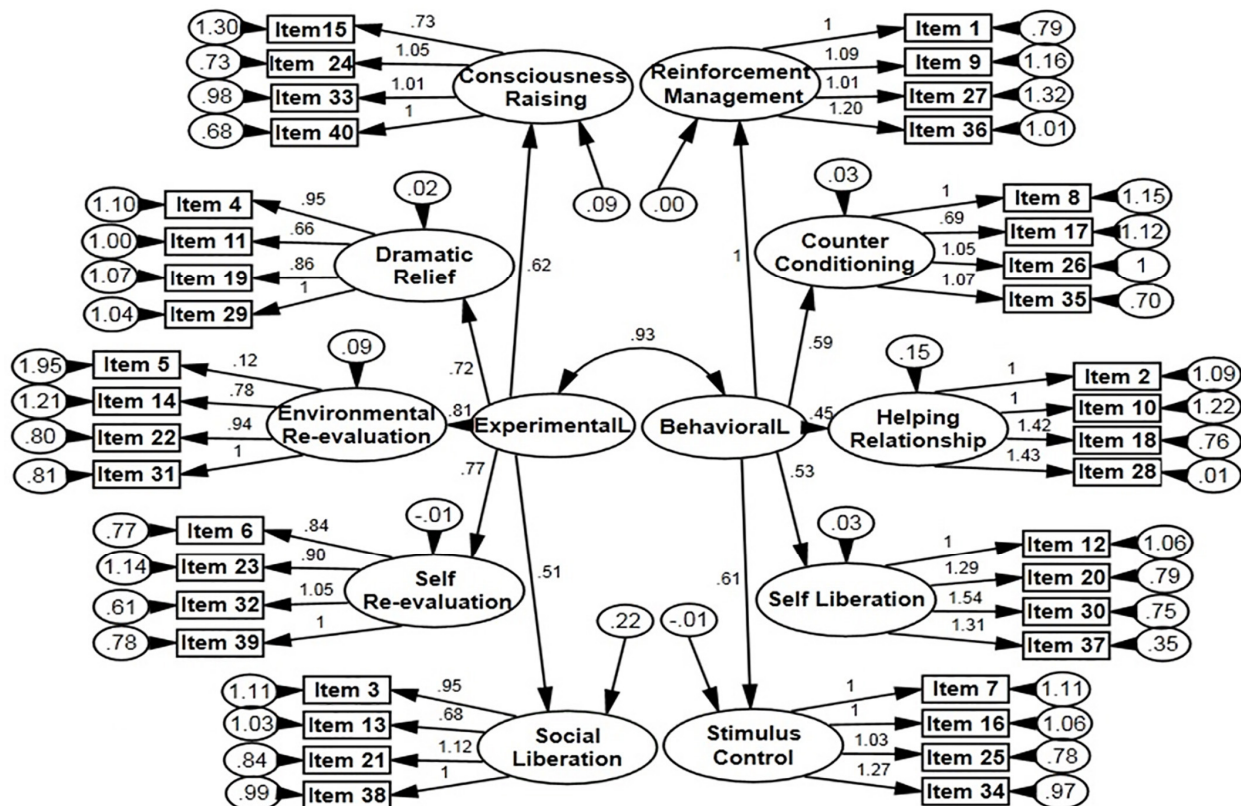 1.30 Item15 .73
.73 Item 24 1.05
.98 Item 33 1.01
.68 Item 40 1
Consciousness
Raising
.09
.62
Reinforcement
Management
1 Item 1 .79
1.09 Item 9 1.16
1.01 Item 27 1.32
1.20 Item 36 1.01
.00
1
1.10 Item 4 .95
1.00 Item 11 .66
1.07 Item 19 .86
1.04 Item 29 1
.02
Dramatic
Relief
.72
.03
Counter
Conditioning
1 Item 8 1.15
.69 Item 17 1.12
1.05 Item 26 1
1.07 Item 35 .70
.59
.93
1.95 Item 5 .12
1.21 Item 14 .78
.80 Item 22 .94
.81 Item 31 1
.09
Environmental
Re-evaluation
.81
ExperimentalL
BehavioralL
.45
.15
Helping
Relationship
1 Item 2 1.09
1 Item 10 1.22
1.42 Item 18 .76
1.43 Item 28 .01
.77 Item 6 .84
1.14 Item 23 .90
.61 Item 32 1.05
.78 Item 39 1
-.01
Self
Re-evaluation
.77
.53
.03
Self Liberation
1 Item 12 1.06
1.29 Item 20 .79
1.54 Item 30 .75
1.31 Item 37 .35
.51
.61
1.11 Item 3 .95
1.03 Item 13 .68
.84 Item 21 1.12
.99 Item 38 1
.22
Social
Liberation
-.01
Stimulus
Control
1 Item 7 1.11
1 Item 16 1.06
1.03 Item 25 .78
1.27 Item 34 .97